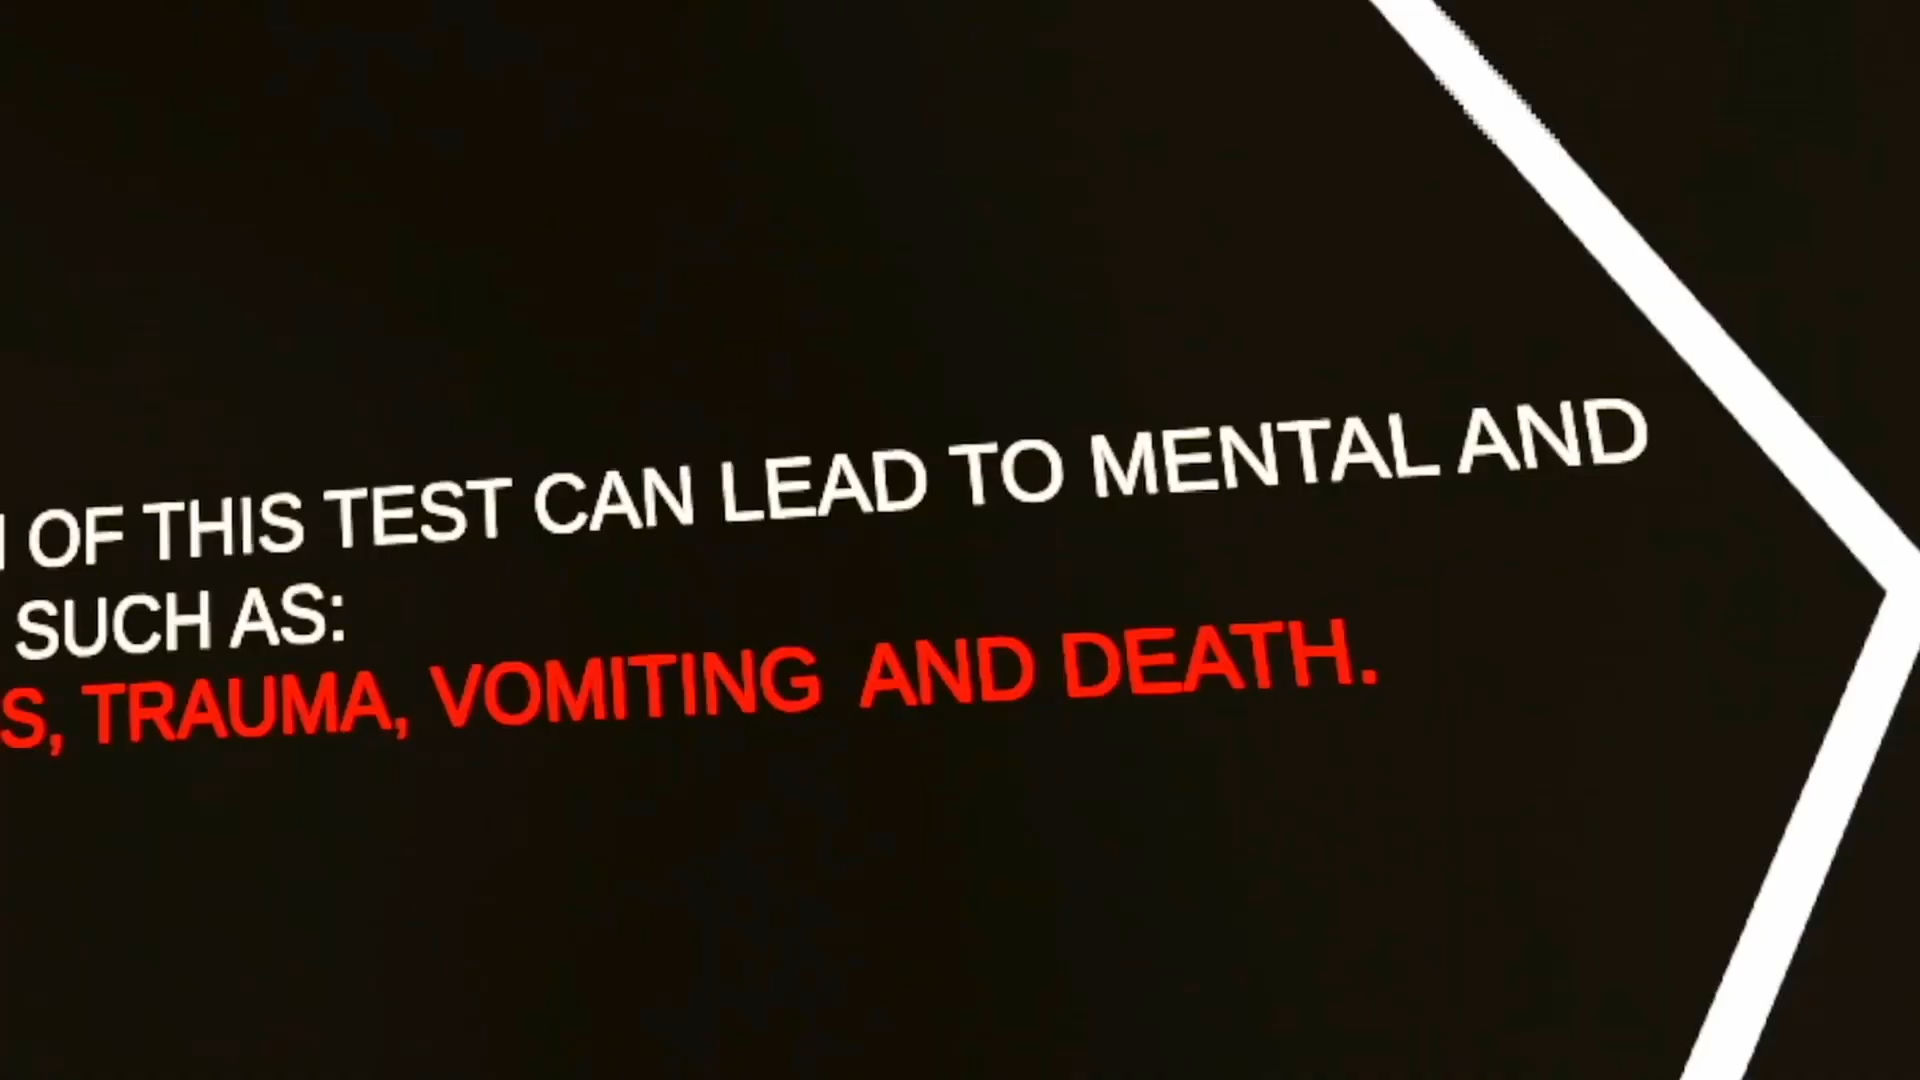 OF THIS TEST CAN LEAD TO MENTAL AND
SUCH AS:
TRAUMA, VOMITING AND DEATH.